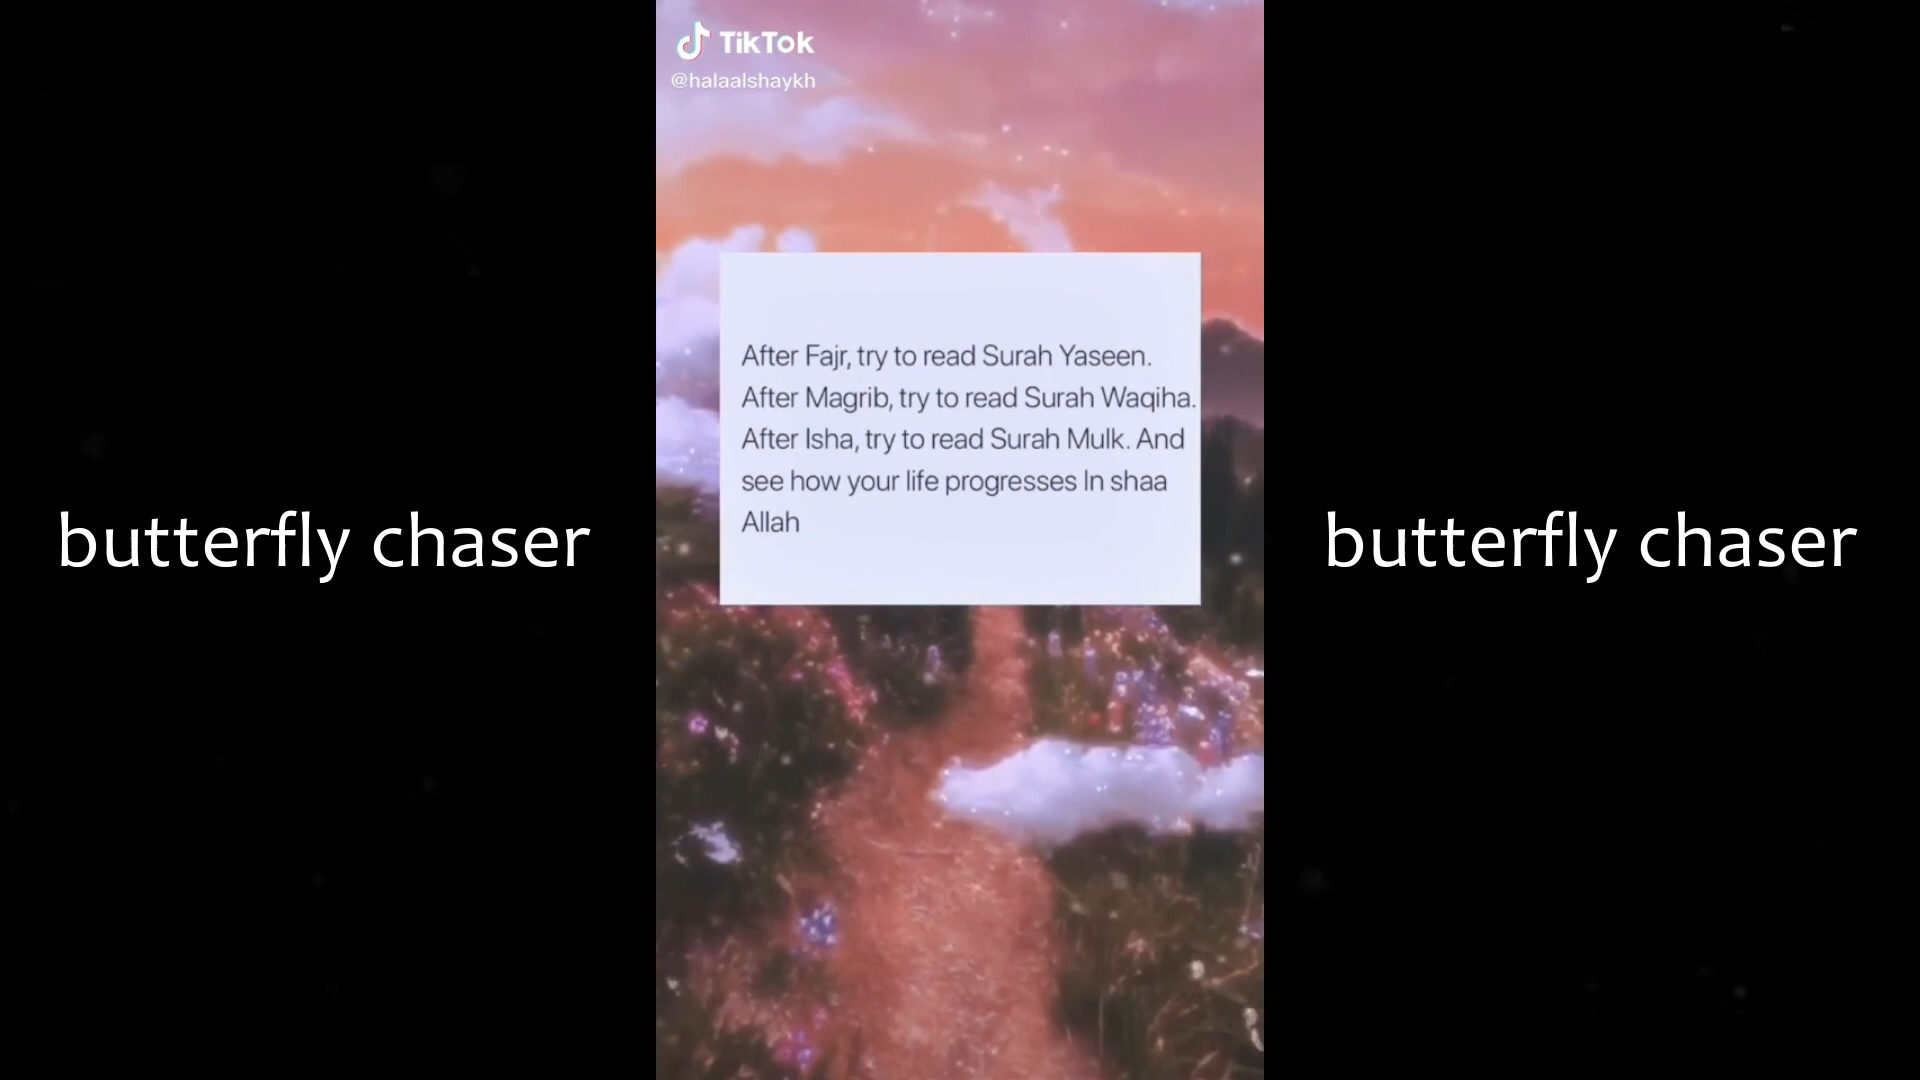 TikTok
@halaalshaykh
After Fajr, try to read Surah Yaseen.
After Magrib, try to read Surah Waqiha.
After Isha, try to read Surah Mulk. And
see how your life progresses In shaa
Allah
butterfly chaser
butterfly chaser